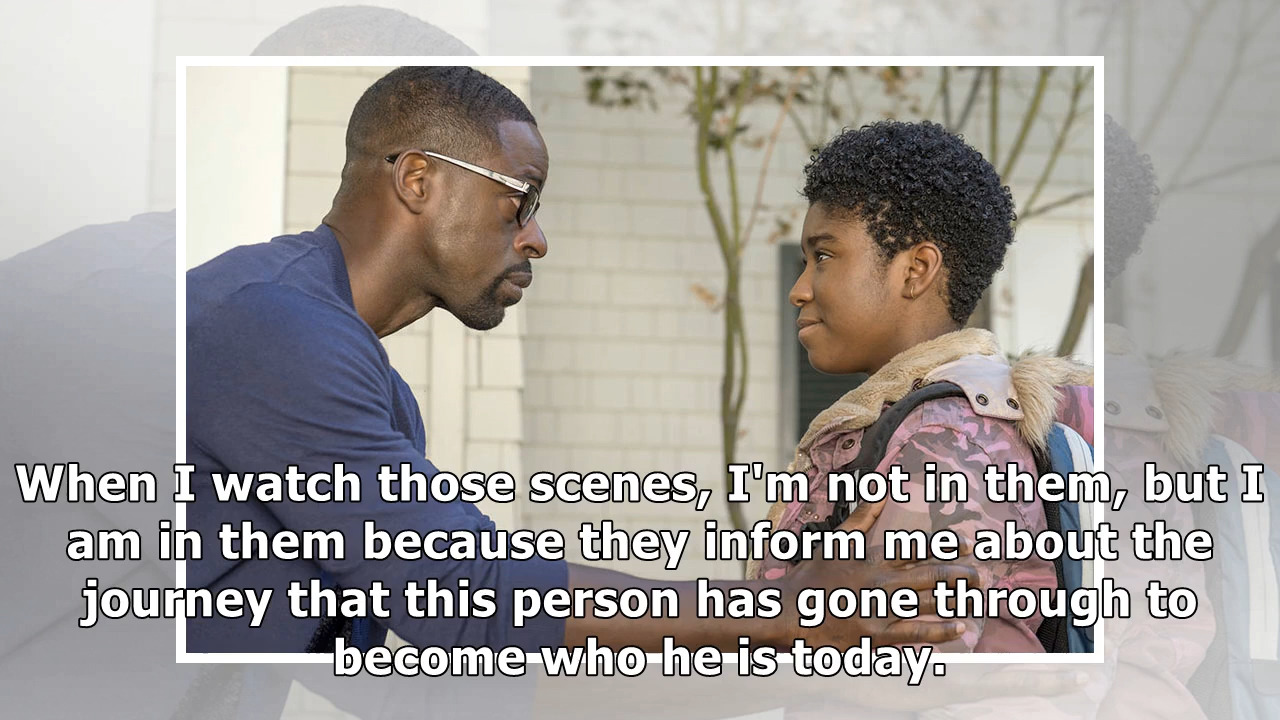 When I watch those scenes, I'm not in them, but I
am in them because they inform me about the
journey that this person has gone through to
become who he is today.